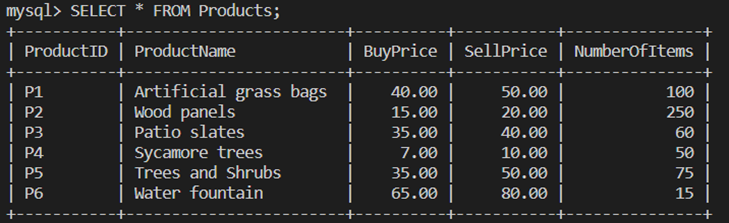 mysql> SELECT * FROM Products;
+-----------+-----------------------+----------+-----------+---------------+
| ProductID | ProductName           | BuyPrice | SellPrice | NumberOfItems |
+-----------+-----------------------+----------+-----------+---------------+
| P1        | Artificial grass bags |    40.00 |     50.00 |           100 |
| P2        | Wood panels           |    15.00 |     20.00 |           250 |
| P3        | Patio slates          |    35.00 |     40.00 |            60 |
| P4        | Sycamore trees        |     7.00 |     10.00 |            50 |
| P5        | Trees and Shrubs      |    35.00 |     50.00 |            75 |
| P6        | Water fountain        |    65.00 |     80.00 |            15 |
+-----------+-----------------------+----------+-----------+---------------+